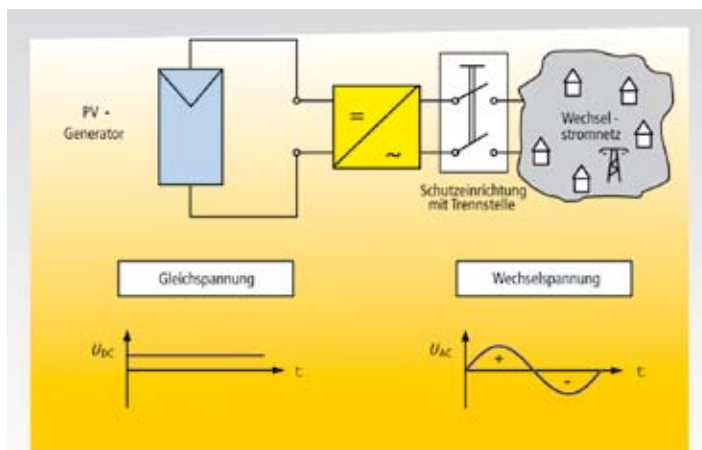 PV -
Generator
=
~
Wechsel -
stromnetz
Schutzeinrichtung
mit Trennstelle
Gleichspannung
Wechselspannung
UDC
t
UAC
+
-
t